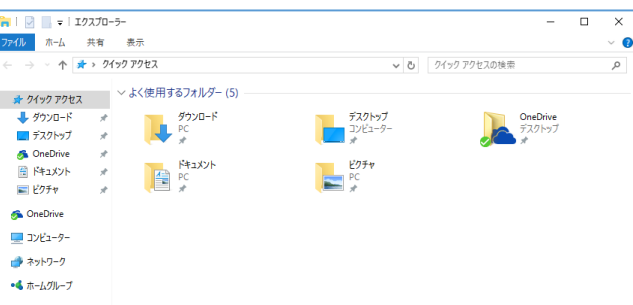 エクスプローラー
ファイル ホーム 共有 表示
クイック アクセス
クイック アクセスの検索
クイック アクセス
ダウンロード
デスクトップ
OneDrive
ドキュメント
ピクチャ
OneDrive
コンピューター
ネットワーク
ホームグループ
よく使用するフォルダー (5)
ダウンロード
PC
デスクトップ
コンピューター
OneDrive
デスクトップ
ドキュメント
PC
ピクチャ
PC